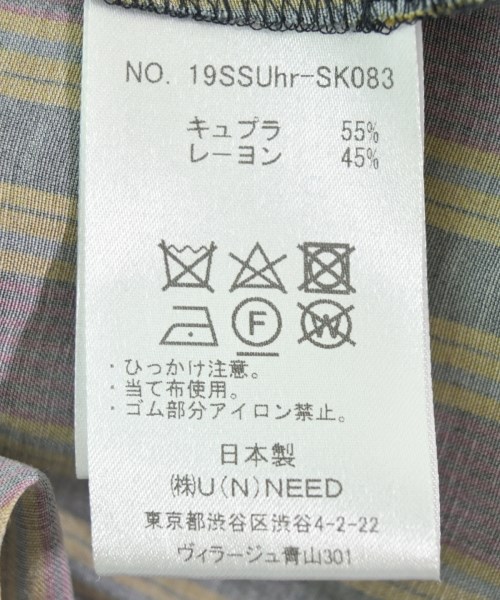 NO. 19SSUhr-SK083
キュプラ 55%
レーヨン 45%
F W
・ひっかけ注意。
・当て布使用。
・ゴム部分アイロン禁止。
日本製
㈱U(N)NEED
東京都渋谷区渋谷4-2-22
ヴィラージュ青山301